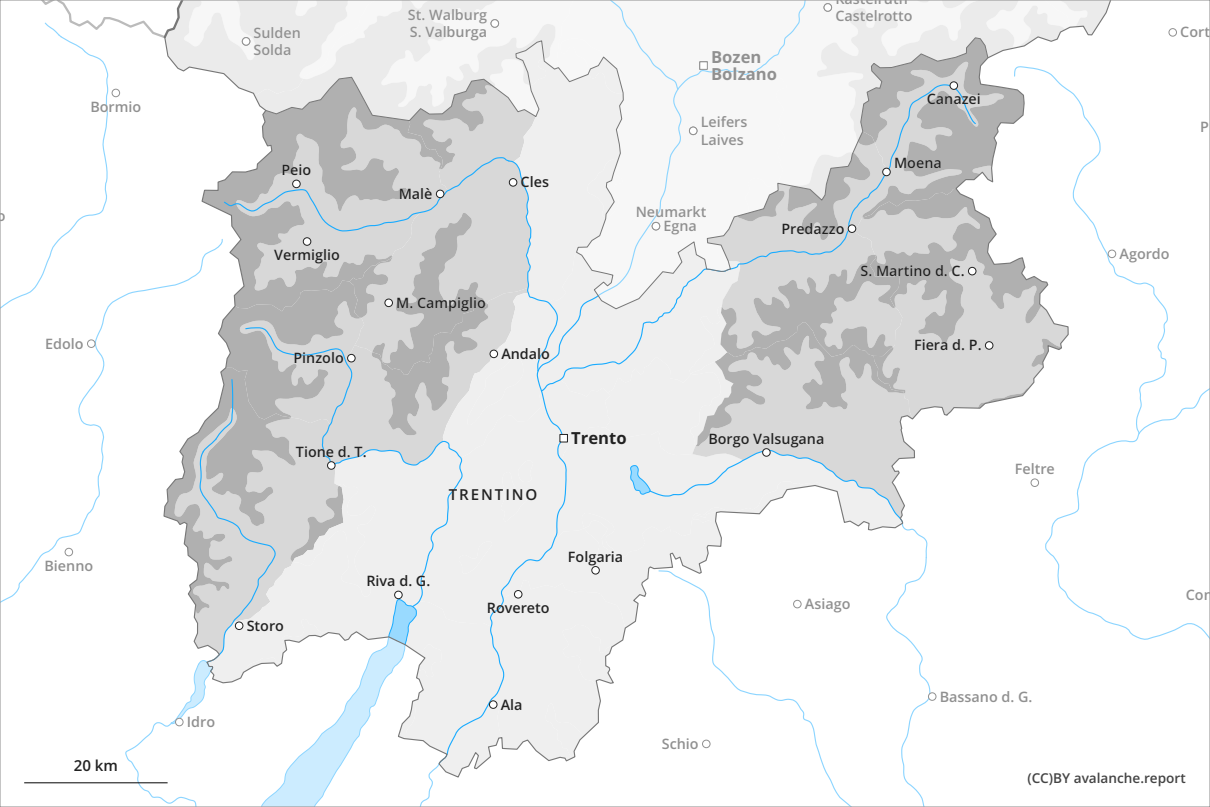 Kastelruth
Castelrotto
St. Walburg
S. Valburga
Sulden
Solda
Cort
Bozen
Bolzano
Bormio
Canazei
Leifers
Laives
P
Moena
Peio
Malè
Cles
Neumarkt
Egna
Predazzo
Vermiglio
Agordo
S. Martino d. C.
M. Campiglio
Edolo
Fiera d. P.
Pinzolo
Andalo
Trento
Borgo Valsugana
Tione d. T.
Feltre
TRENTINO
Bienno
Folgaria
Riva d. G.
Cor
Rovereto
Asiago
Storo
Bassano d. G.
Ala
Idro
Schio
20 km
(CC)BY avalanche.report